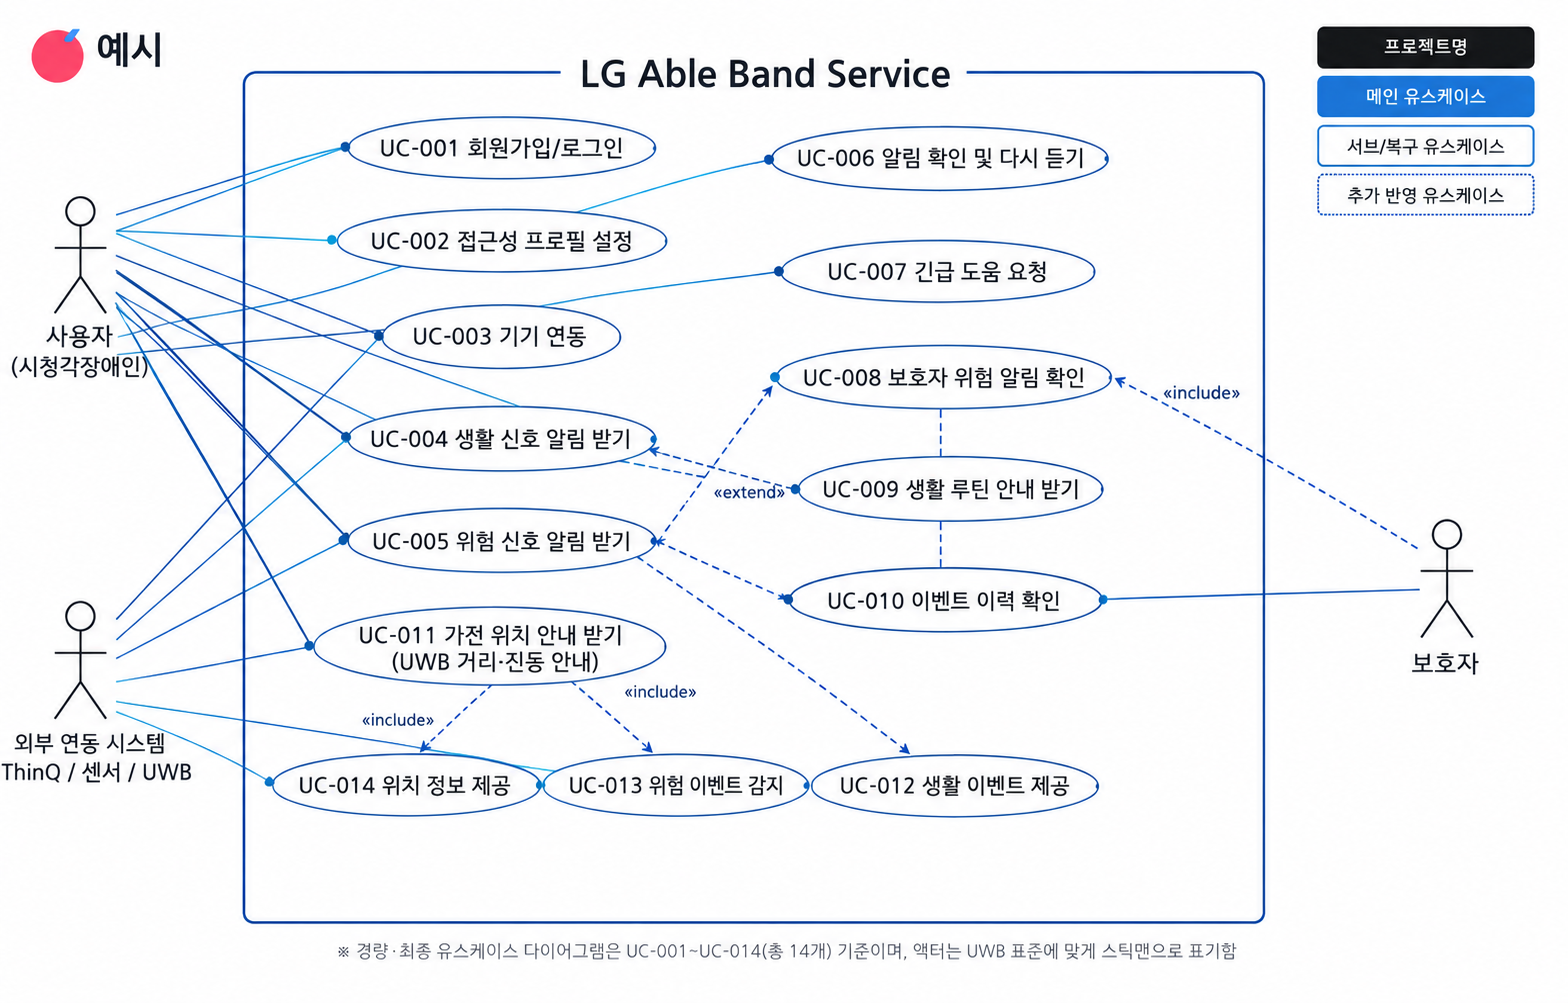 예시
프로젝트명
메인 유스케이스
서브/복구 유스케이스
추가 반영 유스케이스
LG Able Band Service
UC-001 회원가입/로그인
UC-006 알림 확인 및 다시 듣기
UC-002 접근성 프로필 설정
UC-007 긴급 도움 요청
UC-003 기기 연동
사용자
(시청각장애인)
UC-008 보호자 위험 알림 확인
«include»
UC-004 생활 신호 알림 받기
«extend»
UC-009 생활 루틴 안내 받기
UC-005 위험 신호 알림 받기
UC-010 이벤트 이력 확인
보호자
UC-011 가전 위치 안내 받기
(UWB 거리·진동 안내)
«include»
«include»
외부 연동 시스템
ThinQ / 센서 / UWB
UC-014 위치 정보 제공
UC-013 위험 이벤트 감지
UC-012 생활 이벤트 제공
※ 경량·최종 유스케이스 다이어그램은 UC-001~UC-014(총 14개) 기준이며, 액터는 UWB 표준에 맞게 스틱맨으로 표기함